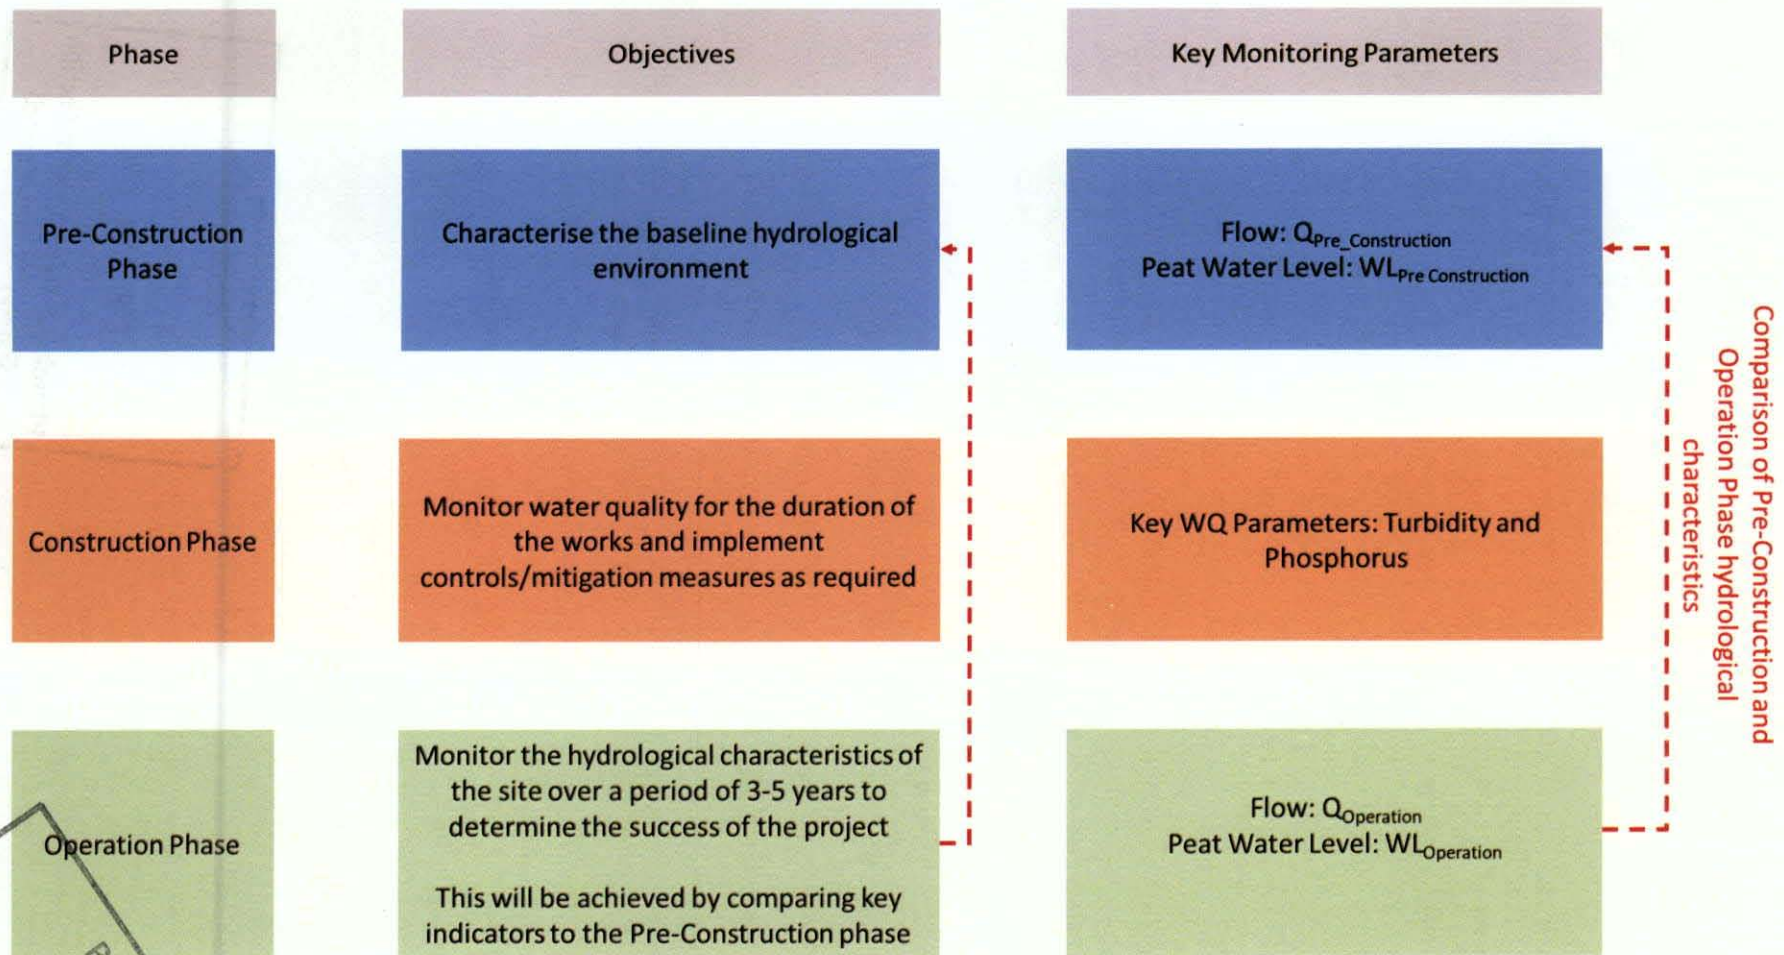 Phase
Objectives
Key Monitoring Parameters
Pre-Construction
Phase
Characterise the baseline hydrological
environment
Flow: QPre_Construction
Peat Water Level: WLPre Construction
Construction Phase
Monitor water quality for the duration of
the works and implement
controls/mitigation measures as required
Key WQ Parameters: Turbidity and
Phosphorus
Operation Phase
Monitor the hydrological characteristics of
the site over a period of 3-5 years to
determine the success of the project
This will be achieved by comparing key
indicators to the Pre-Construction phase
Flow: QOperation
Peat Water Level: WLOperation
Comparison of Pre-Construction and
Operation Phase hydrological
characteristics